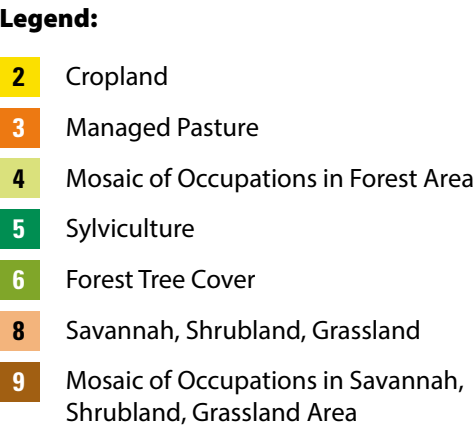 Legend:
2 Cropland
3 Managed Pasture
4 Mosaic of Occupations in Forest Area
5 Sylviculture
6 Forest Tree Cover
8 Savannah, Shrubland, Grassland
9 Mosaic of Occupations in Savannah,
Shrubland, Grassland Area